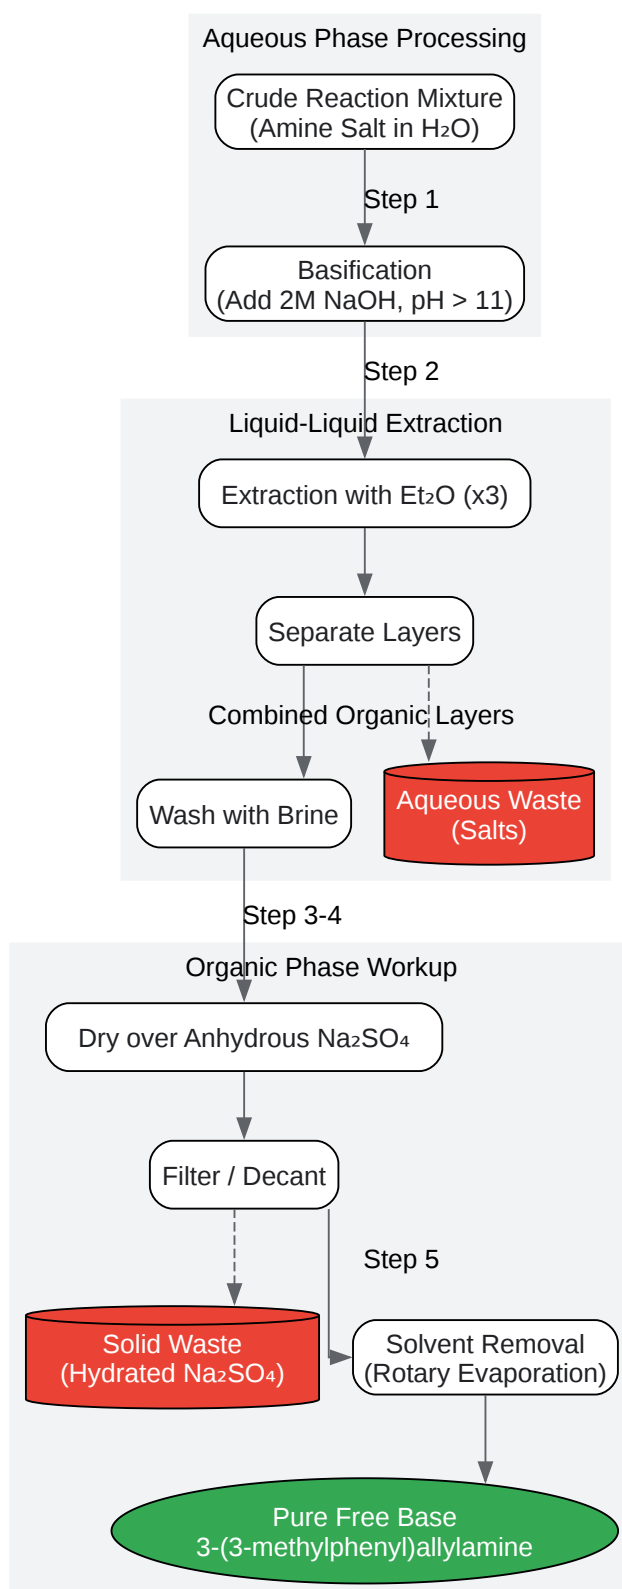 Aqueous Phase Processing
Crude Reaction Mixture
(Amine Salt in H₂O)
Step 1
Basification
(Add 2M NaOH, pH > 11)
Step 2
Liquid-Liquid Extraction
Extraction with Et₂O (x3)
Separate Layers
Combined Organic Layers
Wash with Brine
Aqueous Waste
(Salts)
Step 3-4
Organic Phase Workup
Dry over Anhydrous Na₂SO₄
Filter / Decant
Step 5
Solid Waste
(Hydrated Na₂SO₄)
Solvent Removal
(Rotary Evaporation)
Pure Free Base
3-(3-methylphenyl)allylamine